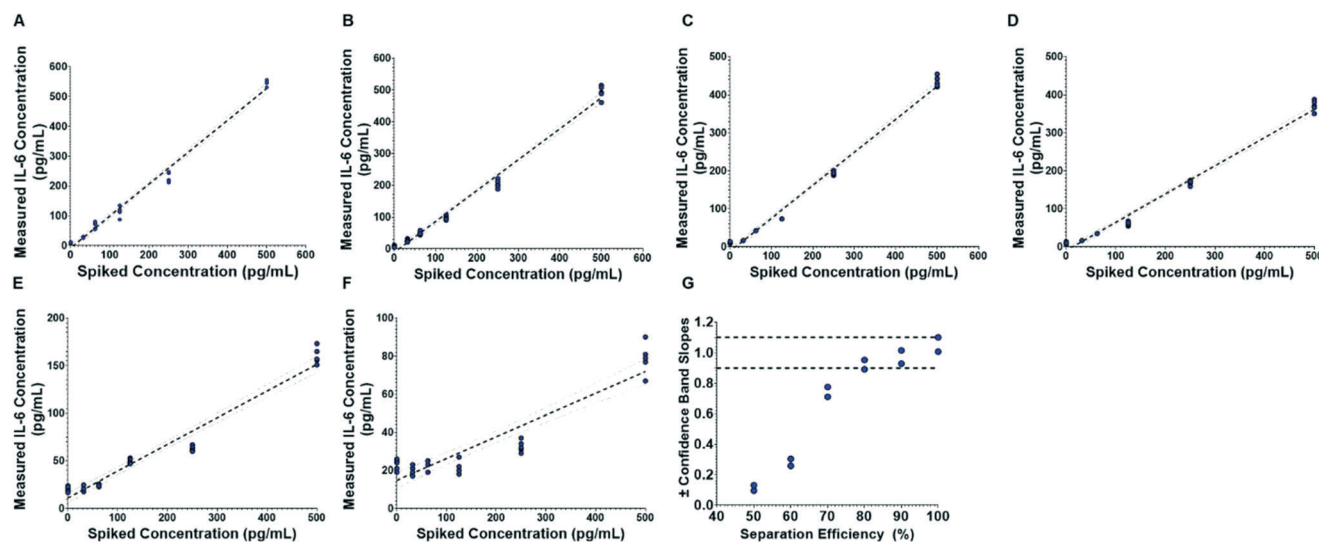 A
Measured IL-6 Concentration
(pg/mL)
600
500
400
300
200
100
0
0 100 200 300 400 500 600
Spiked Concentration (pg/mL)
B
Measured IL-6 Concentration
(pg/mL)
600
500
400
300
200
100
0
0 100 200 300 400 500 600
Spiked Concentration (pg/mL)
C
Measured IL-6 Concentration
(pg/mL)
500
400
300
200
100
0
0 100 200 300 400 500 600
Spiked Concentration (pg/mL)
D
Measured IL-6 Concentration
(pg/mL)
500
400
300
200
100
0
0 100 200 300 400 500
Spiked Concentration (pg/mL)
E
Measured IL-6 Concentration
(pg/mL)
200
150
100
50
0
0 100 200 300 400 500
Spiked Concentration (pg/mL)
F
Measured IL-6 Concentration
(pg/mL)
100
80
60
40
20
0
0 100 200 300 400 500
Spiked Concentration (pg/mL)
G
± Confidence Band Slopes
1.2
1.0
0.8
0.6
0.4
0.2
0.0
40 50 60 70 80 90 100
Separation Efficiency (%)